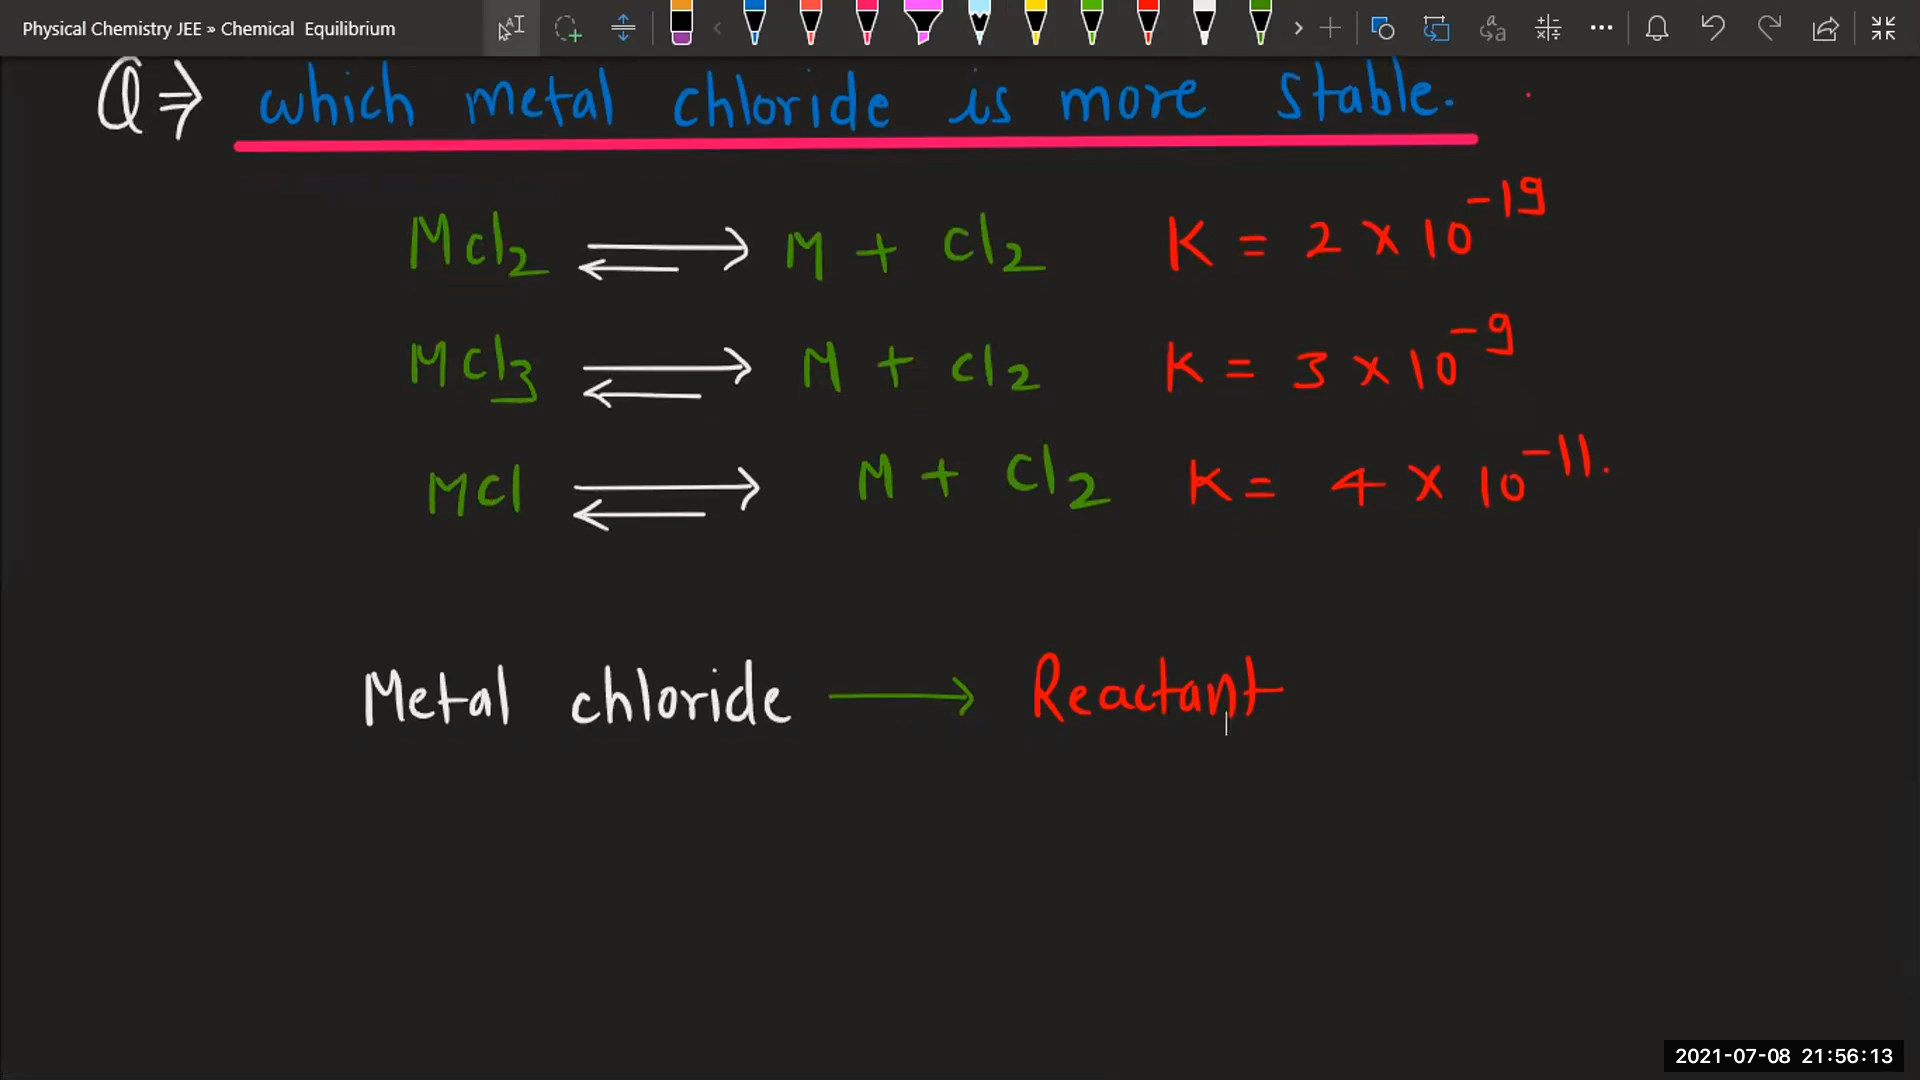 Physical Chemistry JEE » Chemical Equilibrium
Q ⇒ which metal chloride is more stable.
MCl₂ ⇌ M + Cl₂ K = 2 × 10⁻¹⁹
MCl₃ ⇌ M + Cl₂ K = 3 × 10⁻⁹
MCl ⇌ M + Cl₂ K = 4 × 10⁻¹¹.
Metal chloride → Reactant
2021-07-08 21:56:13